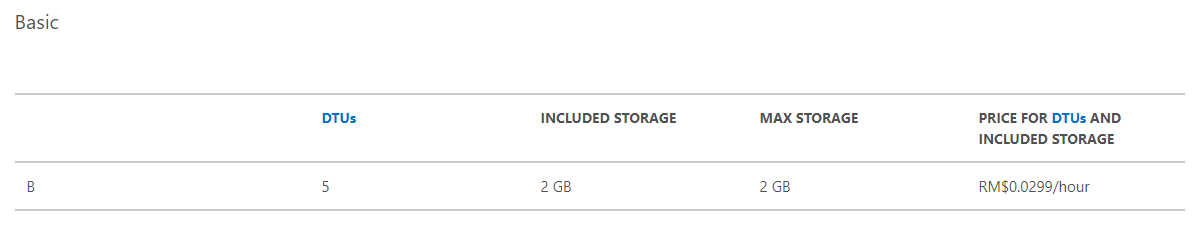 Basic
DTUs INCLUDED STORAGE MAX STORAGE PRICE FOR DTUs AND
INCLUDED STORAGE
B 5 2 GB 2 GB RM$0.0299/hour